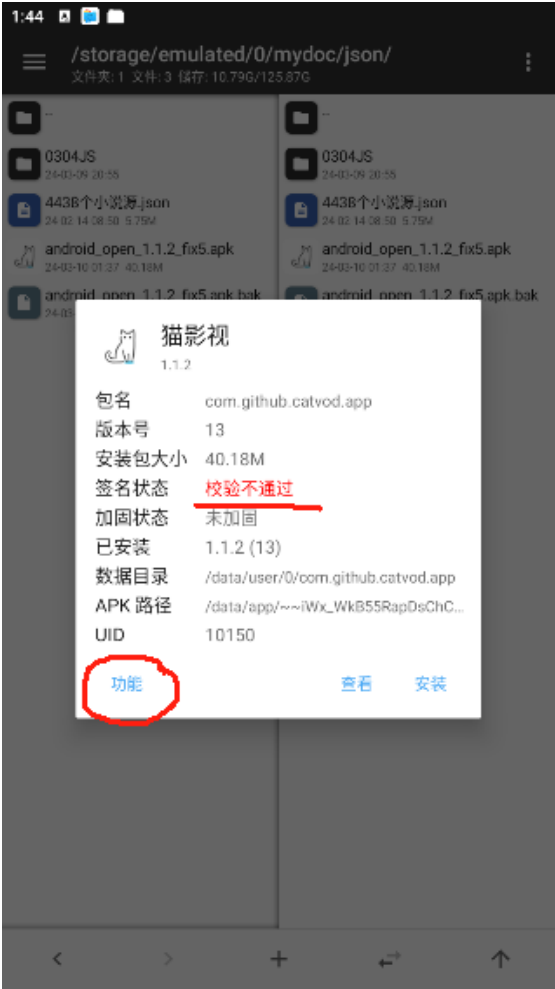 1:44
/storage/emulated/0/mydoc/json/
文件夹: 1 文件: 3 储存: 10.79G/125.87G
..
0304JS
24-03-09 20:55
4438个小说源.json
24-02-14 08:50 5.75M
android_open_1.1.2_fix5.apk
24-03-10 01:37 40.18M
android_open_1.1.2_fix5.apk.bak
24-03
..
0304JS
24-03-09 20:55
4438个小说源.json
24-02-14 08:50 5.75M
android_open_1.1.2_fix5.apk
24-03-10 01:37 40.18M
android_open_1.1.2_fix5.apk.bak
猫影视
1.1.2
包名 com.github.catvod.app
版本号 13
安装包大小 40.18M
签名状态 校验不通过
加固状态 未加固
已安装 1.1.2 (13)
数据目录 /data/user/0/com.github.catvod.app
APK 路径 /data/app/~~iWx_WkB55RapDsChC...
UID 10150
功能 查看 安装